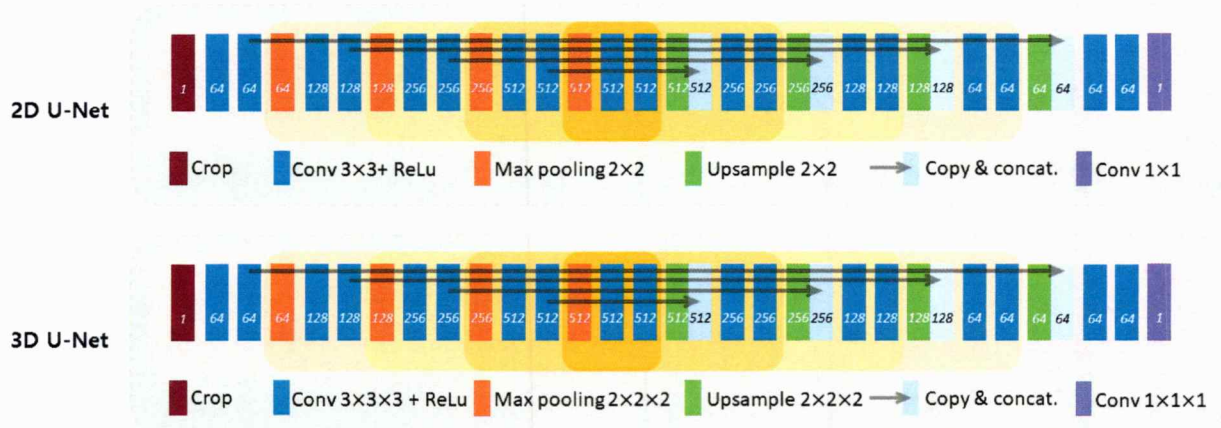 2D U-Net
1 64 64 64 128 128 128 256 256 256 512 512 512 512 512 512 512 256 256 256 256 128 128 128 128 64 64 64 64 64 64 1
Crop Conv 3×3+ ReLu Max pooling 2×2 Upsample 2×2 Copy & concat. Conv 1×1
3D U-Net
1 64 64 64 128 128 128 256 256 256 512 512 512 512 512 512 512 256 256 256 256 128 128 128 128 64 64 64 64 64 64 1
Crop Conv 3×3×3 + ReLu Max pooling 2×2×2 Upsample 2×2×2 Copy & concat. Conv 1×1×1